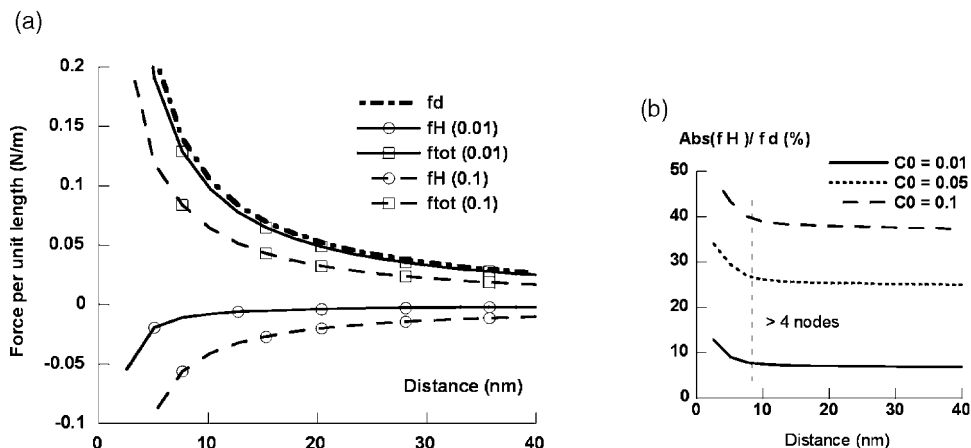 (a)
0.2
0.15
0.1
0.05
0
-0.05
-0.1
Force per unit length (N/m)
fd
fH (0.01)
ftot (0.01)
fH (0.1)
ftot (0.1)
Distance (nm)
0
10
20
30
40
(b)
Abs(f H)/ f d (%)
C0 = 0.01
C0 = 0.05
C0 = 0.1
50
40
30
20
10
0
> 4 nodes
0
10
20
30
40
Distance (nm)